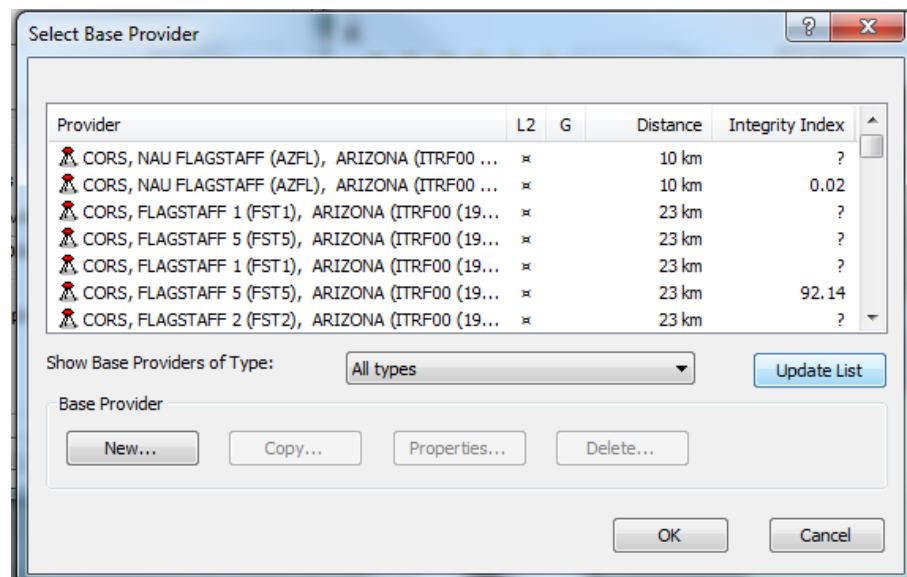 Select Base Provider
Provider L2 G Distance Integrity Index
CORS, NAU FLAGSTAFF (AZFL), ARIZONA (ITRF00 ... ¤ 10 km ?
CORS, NAU FLAGSTAFF (AZFL), ARIZONA (ITRF00 ... ¤ 10 km 0.02
CORS, FLAGSTAFF 1 (FST1), ARIZONA (ITRF00 (19... ¤ 23 km ?
CORS, FLAGSTAFF 5 (FST5), ARIZONA (ITRF00 (19... ¤ 23 km ?
CORS, FLAGSTAFF 1 (FST1), ARIZONA (ITRF00 (19... ¤ 23 km ?
CORS, FLAGSTAFF 5 (FST5), ARIZONA (ITRF00 (19... ¤ 23 km 92.14
CORS, FLAGSTAFF 2 (FST2), ARIZONA (ITRF00 (19... ¤ 23 km ?
Show Base Providers of Type: All types Update List
Base Provider
New... Copy... Properties... Delete...
OK Cancel